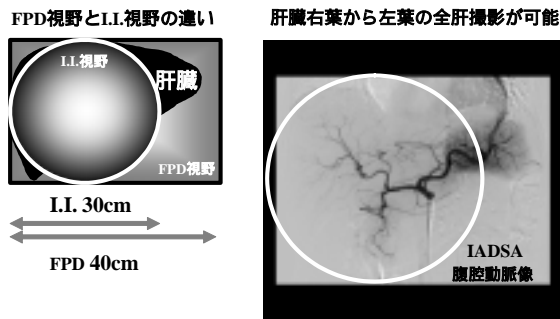 FPD視野とI.I.視野の違い
I.I.視野
肝臓
FPD視野
I.I. 30cm
FPD 40cm
肝臓右葉から左葉の全肝撮影が可能
IADSA
腹腔動脈像